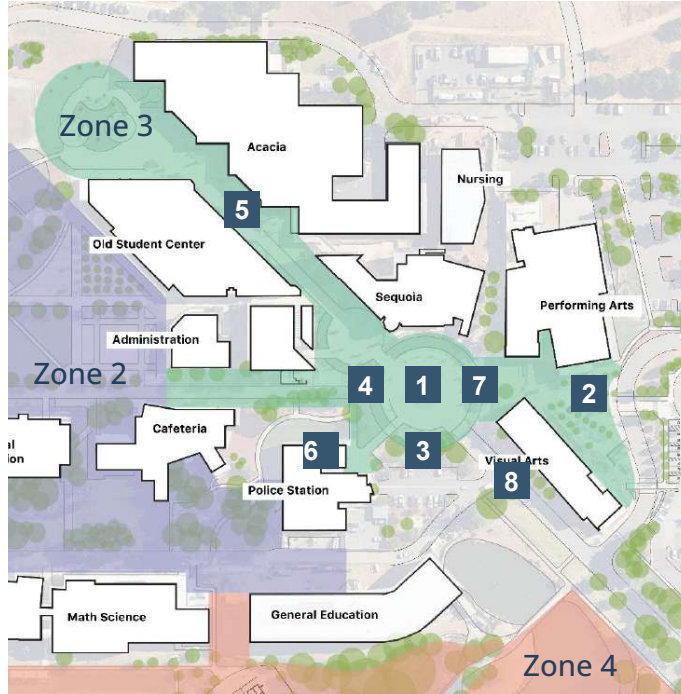 Zone 3
Acacia
Nursing
5
Old Student Center
Sequoia
Performing Arts
Administration
Zone 2
4
1
7
2
Cafeteria
6
3
Visual Arts
8
Police Station
Math Science
General Education
Zone 4